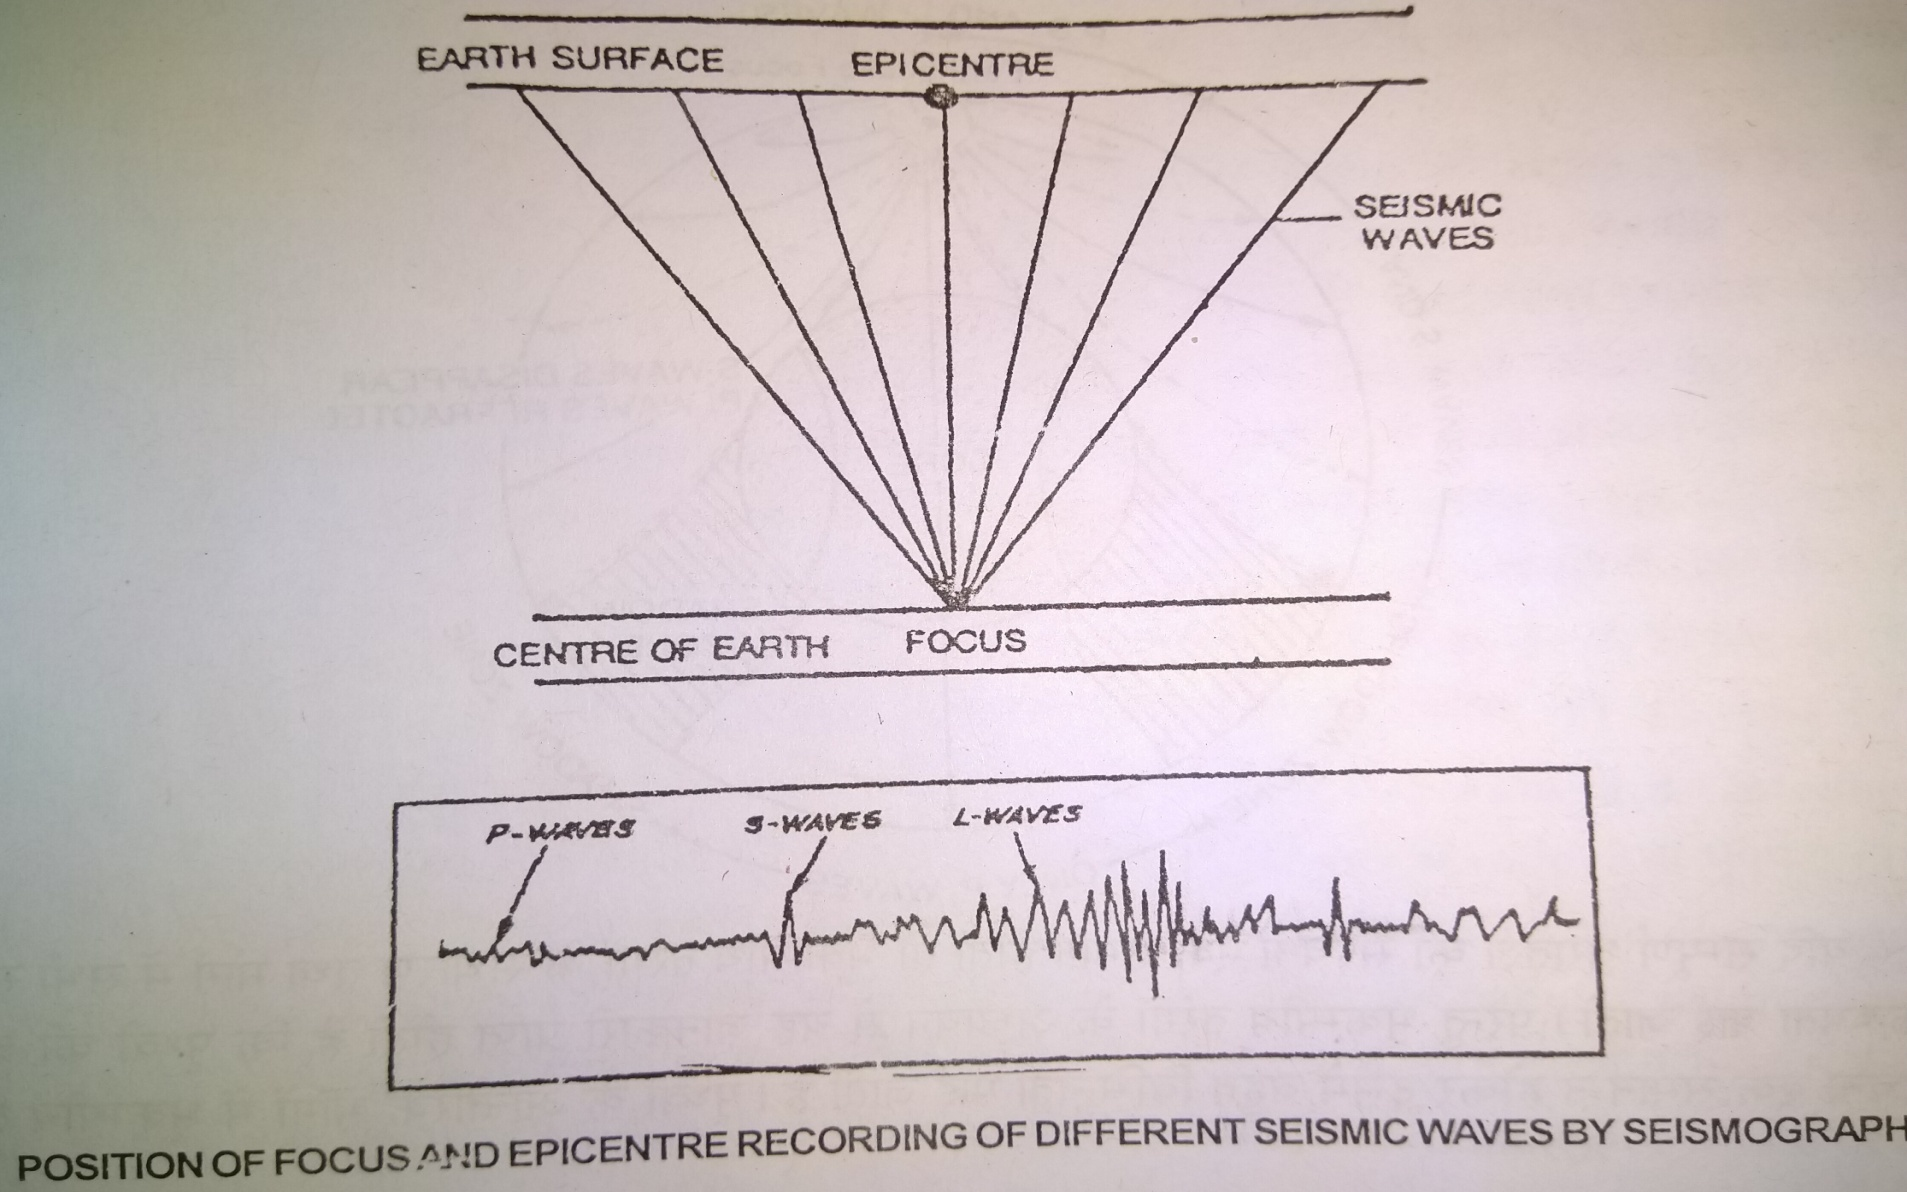 EARTH SURFACE EPICENTRE
SEISMIC
WAVES
CENTRE OF EARTH FOCUS
P-WAVES S-WAVES L-WAVES
POSITION OF FOCUS AND EPICENTRE RECORDING OF DIFFERENT SEISMIC WAVES BY SEISMOGRAPH